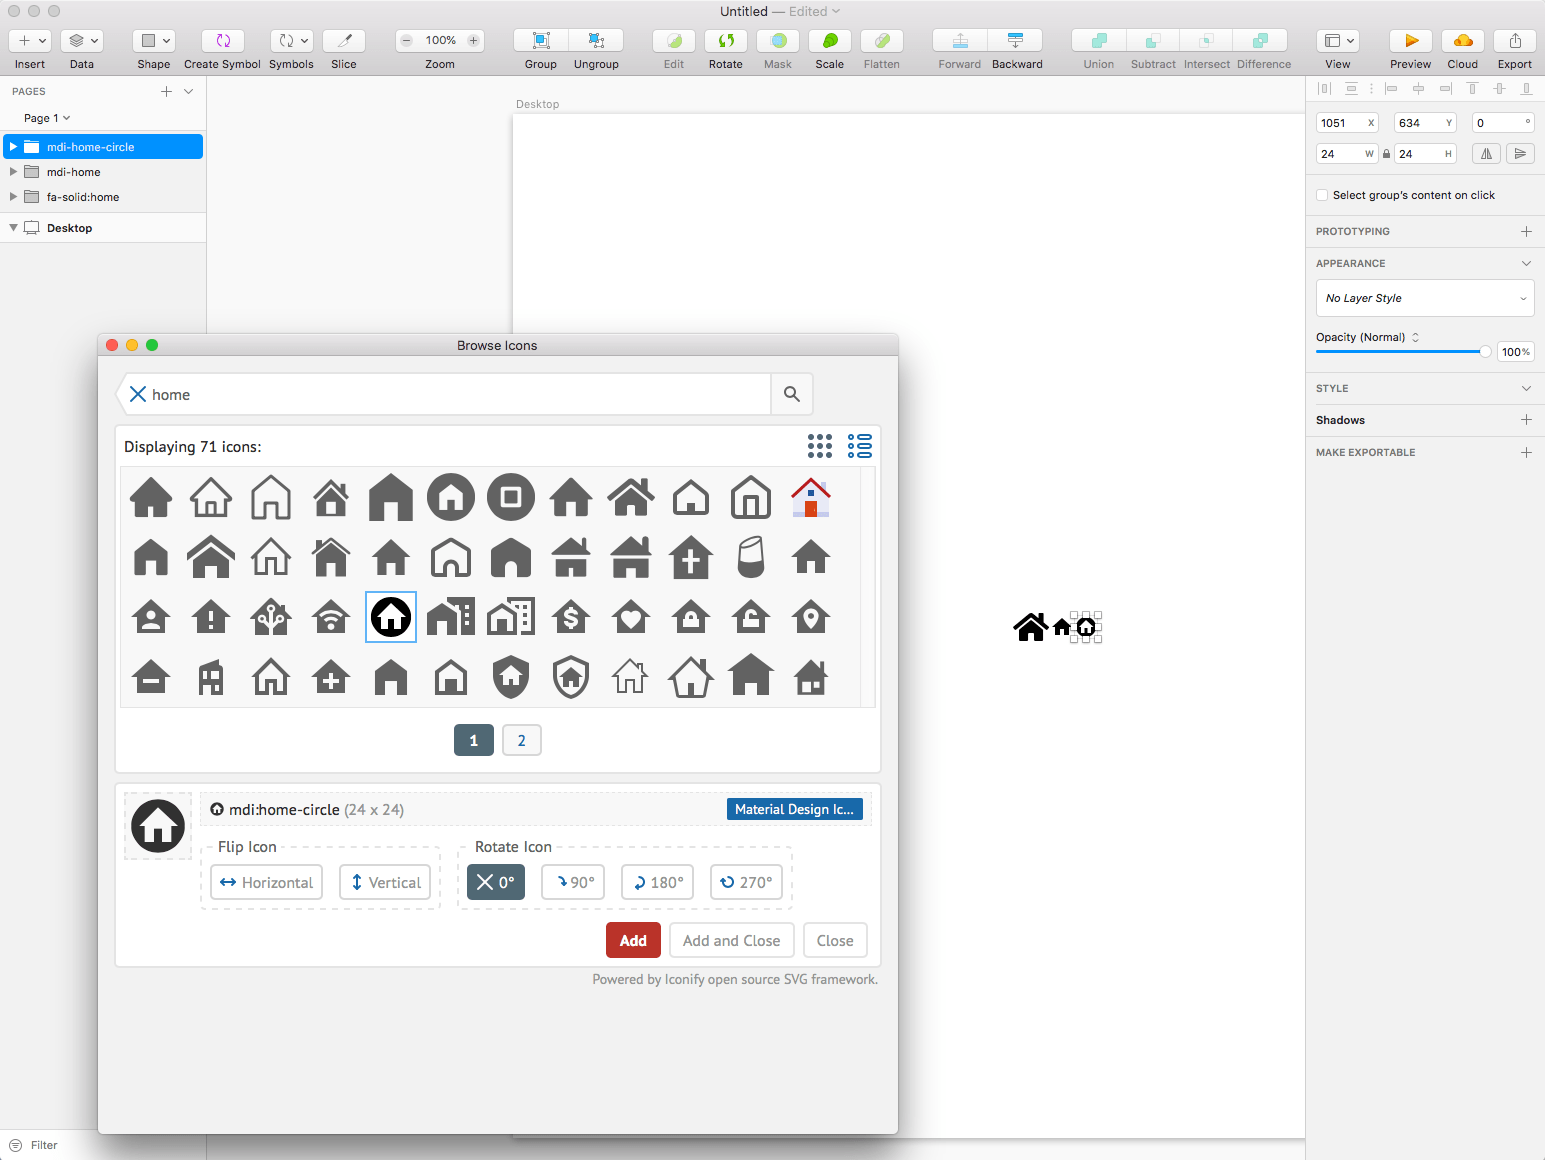 Untitled — Edited
100%
Insert Data Shape Create Symbol Symbols Slice Zoom Group Ungroup Edit Rotate Mask Scale Flatten Forward Backward Union Subtract Intersect Difference View Preview Cloud Export
PAGES
Page 1
mdi-home-circle
mdi-home
fa-solid:home
Desktop
Filter
Desktop
Browse Icons
home
Displaying 71 icons:
1 2
mdi:home-circle (24 x 24)
Material Design Ic...
Flip Icon
Horizontal Vertical
Rotate Icon
0° 90° 180° 270°
Add Add and Close Close
Powered by Iconify open source SVG framework.
1051 X 634 Y 0 °
24 W 24 H
Select group's content on click
PROTOTYPING
APPEARANCE
No Layer Style
Opacity (Normal)
100%
STYLE
Shadows
MAKE EXPORTABLE